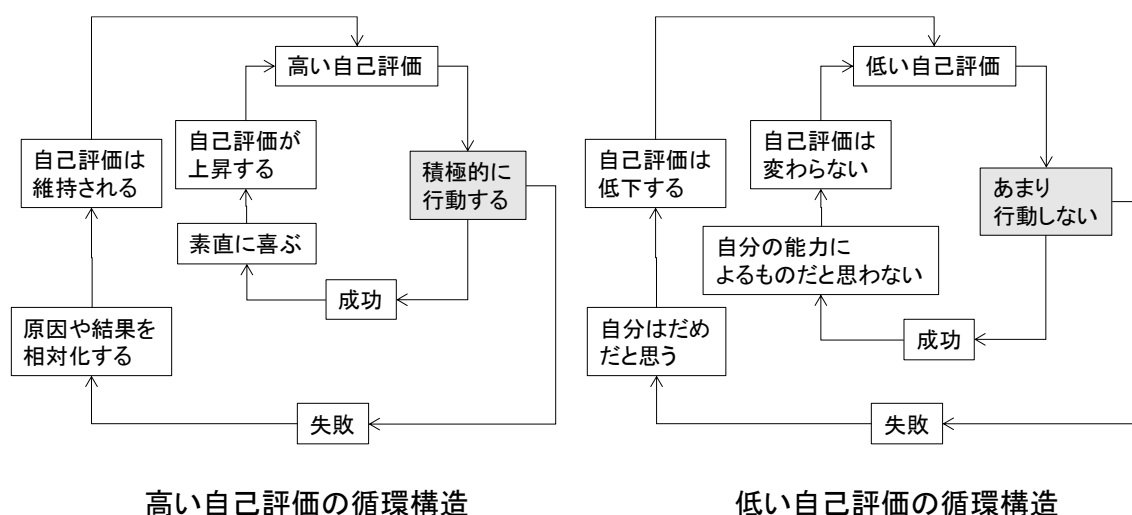 高い自己評価
自己評価が
上昇する
自己評価は
維持される
積極的に
行動する
素直に喜ぶ
成功
原因や結果を
相対化する
失敗
高い自己評価の循環構造
低い自己評価
自己評価は
変わらない
自己評価は
低下する
あまり
行動しない
自分の能力に
よるものだと思わない
成功
自分はだめ
だと思う
失敗
低い自己評価の循環構造